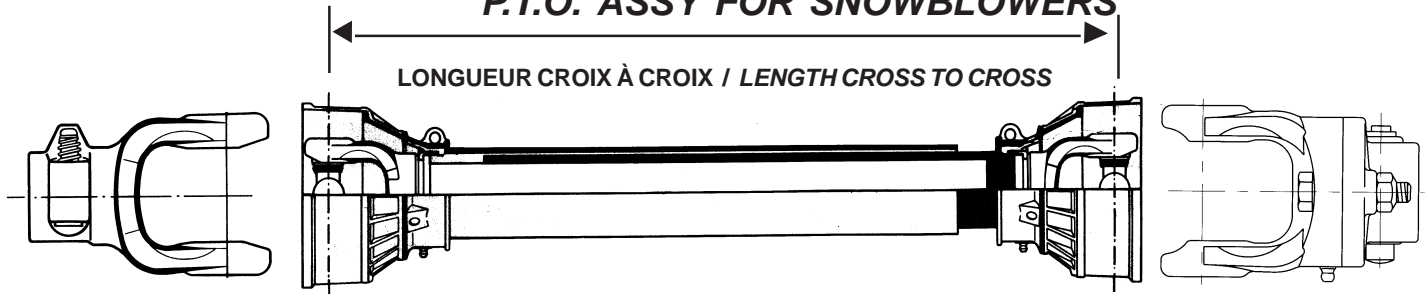 P.T.O. ASSY FOR SNOWBLOWERS
LONGUEUR CROIX À CROIX / LENGTH CROSS TO CROSS